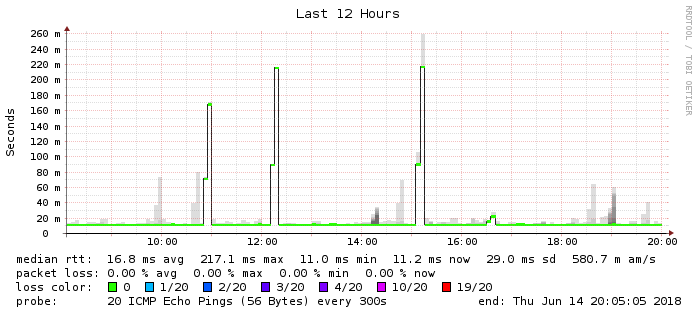 Last 12 Hours
RRDTOOL / TOBI OETIKER
Seconds
260 m
240 m
220 m
200 m
180 m
160 m
140 m
120 m
100 m
80 m
60 m
40 m
20 m
0
10:00 12:00 14:00 16:00 18:00 20:00
median rtt: 16.8 ms avg 217.1 ms max 11.0 ms min 11.2 ms now 29.0 ms sd 580.7 m am/s
packet loss: 0.00 % avg 0.00 % max 0.00 % min 0.00 % now
loss color: 0 1/20 2/20 3/20 4/20 10/20 19/20
probe: 20 ICMP Echo Pings (56 Bytes) every 300s end: Thu Jun 14 20:05:05 2018